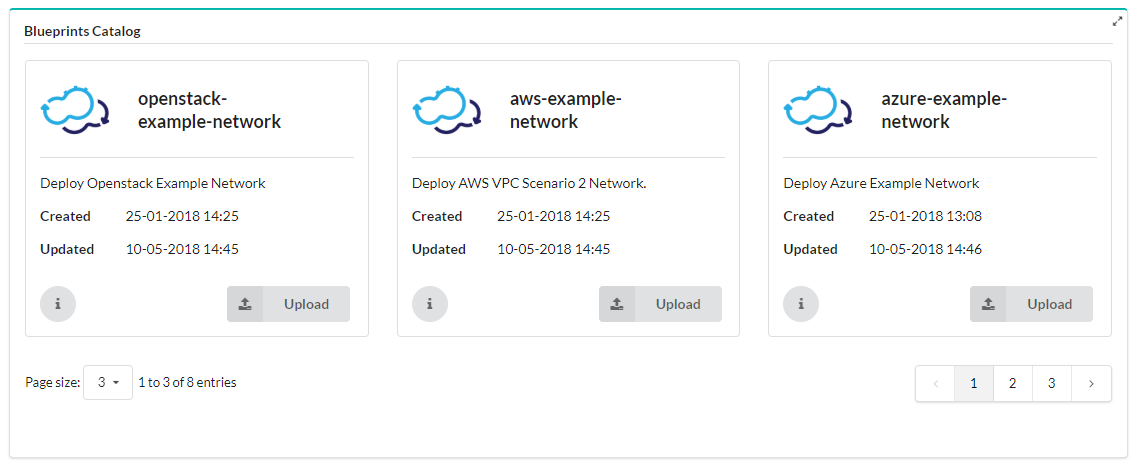 Blueprints Catalog
openstack-
example-network
Deploy Openstack Example Network
Created 25-01-2018 14:25
Updated 10-05-2018 14:45
Upload
aws-example-
network
Deploy AWS VPC Scenario 2 Network.
Created 25-01-2018 14:25
Updated 10-05-2018 14:45
Upload
azure-example-
network
Deploy Azure Example Network
Created 25-01-2018 13:08
Updated 10-05-2018 14:46
Upload
Page size: 3 1 to 3 of 8 entries
‹ 1 2 3 ›